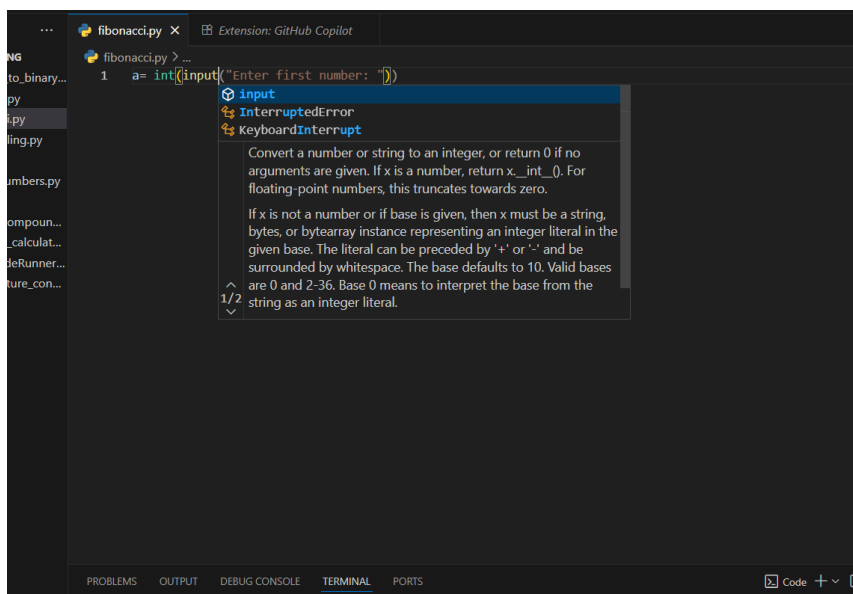 ... fibonacci.py × Extension: GitHub Copilot
NG fibonacci.py > ...
to_binary... 1 a= int(input("Enter first number: "))
py input
i.py InterruptedError
ling.py KeyboardInterrupt
Convert a number or string to an integer, or return 0 if no
arguments are given. If x is a number, return x.__int__(). For
umbers.py floating-point numbers, this truncates towards zero.
If x is not a number or if base is given, then x must be a string,
ompoun... bytes, or bytearray instance representing an integer literal in the
_calculat... given base. The literal can be preceded by '+' or '-' and be
deRunner... surrounded by whitespace. The base defaults to 10. Valid bases
ture_con... are 0 and 2-36. Base 0 means to interpret the base from the
1/2 string as an integer literal.
PROBLEMS OUTPUT DEBUG CONSOLE TERMINAL PORTS Code